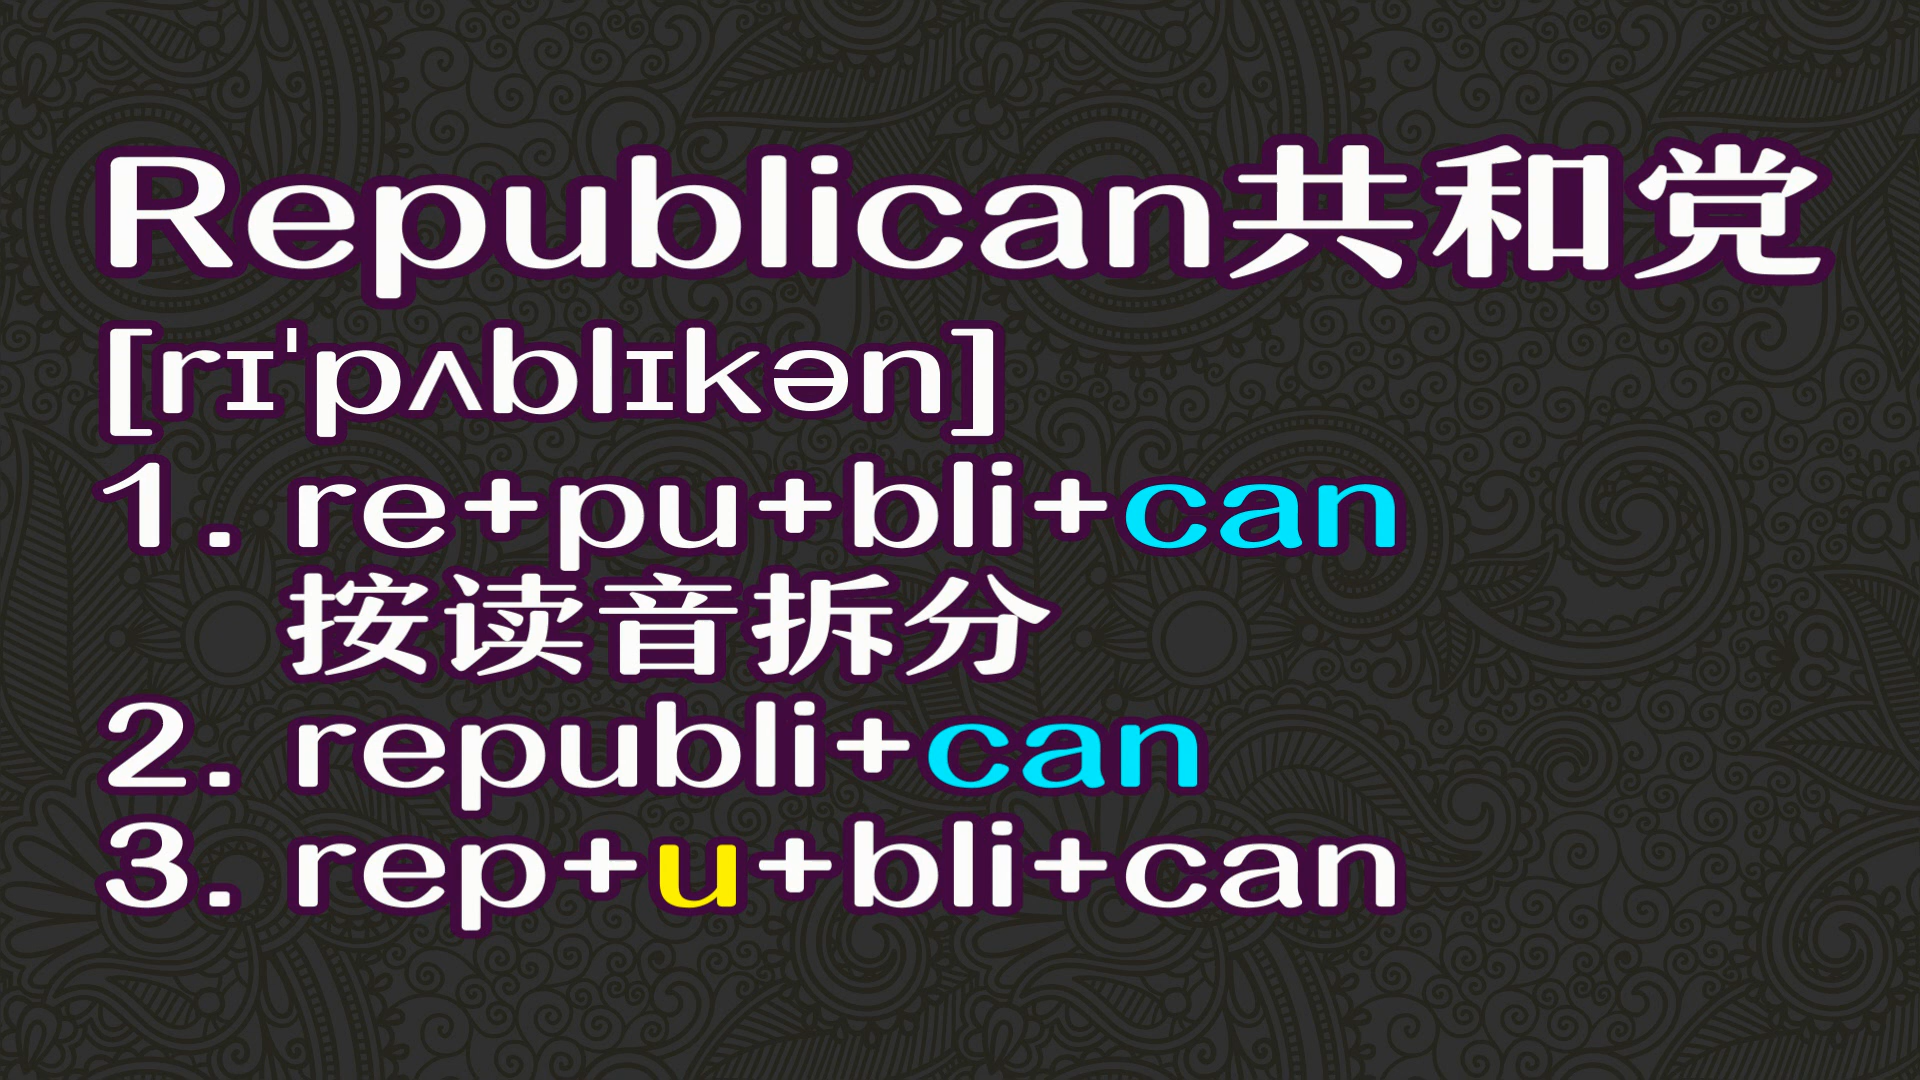 Republican共和党
[rɪˈpʌblɪkən]
1. re+pu+bli+can
按读音拆分
2. republi+can
3. rep+u+bli+can